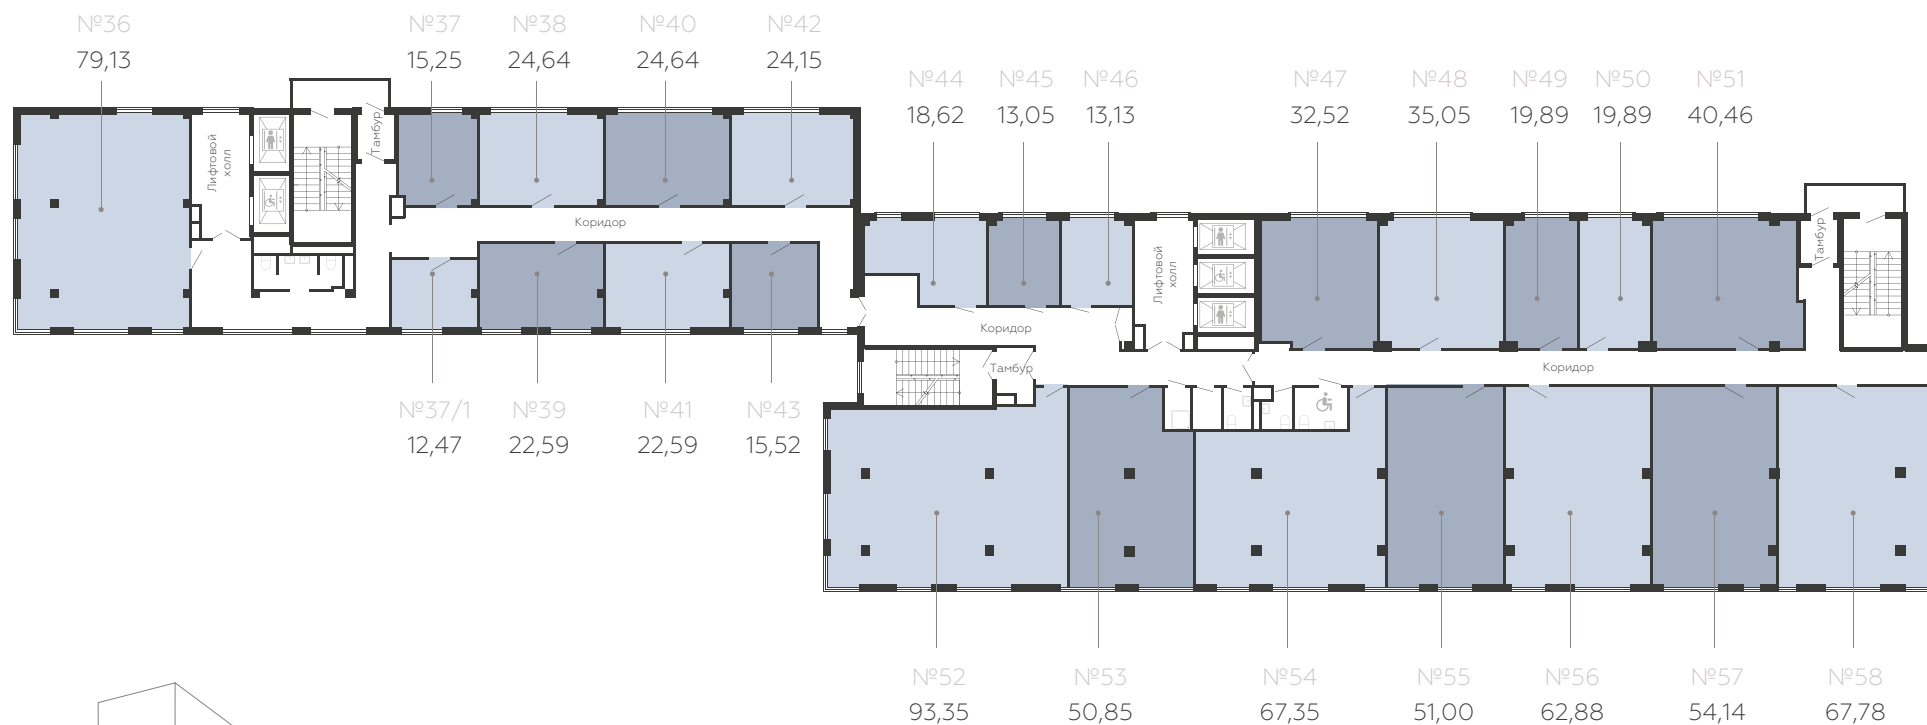 №36 №37 №38 №40 №42
79,13 15,25 24,64 24,64 24,15
№44 №45 №46 №47 №48 №49 №50 №51
18,62 13,05 13,13 32,52 35,05 19,89 19,89 40,46
Лифтовой
холл
Тамбур
Коридор
Лифтовой
холл
Тамбур
Коридор
Тамбур
Коридор
№37/1 №39 №41 №43
12,47 22,59 22,59 15,52
№52 №53 №54 №55 №56 №57 №58
93,35 50,85 67,35 51,00 62,88 54,14 67,78